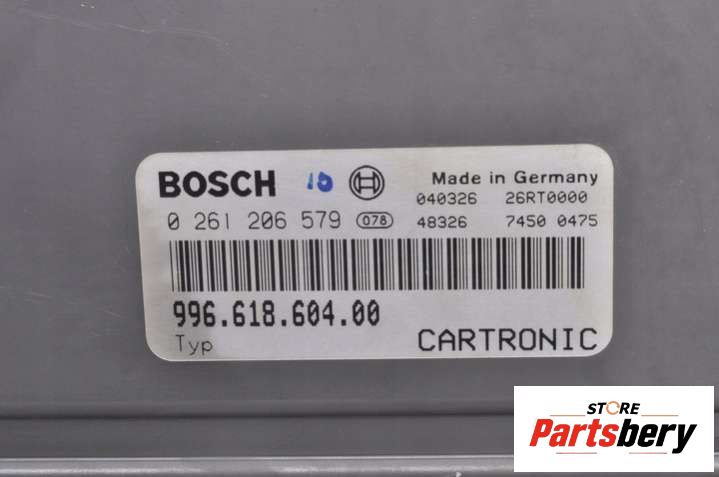 BOSCH 10 Made in Germany
040326 26RT0000
0 261 206 579 078 48326 7450 0475
996.618.604.00
Typ CARTRONIC
STORE
Partsbery